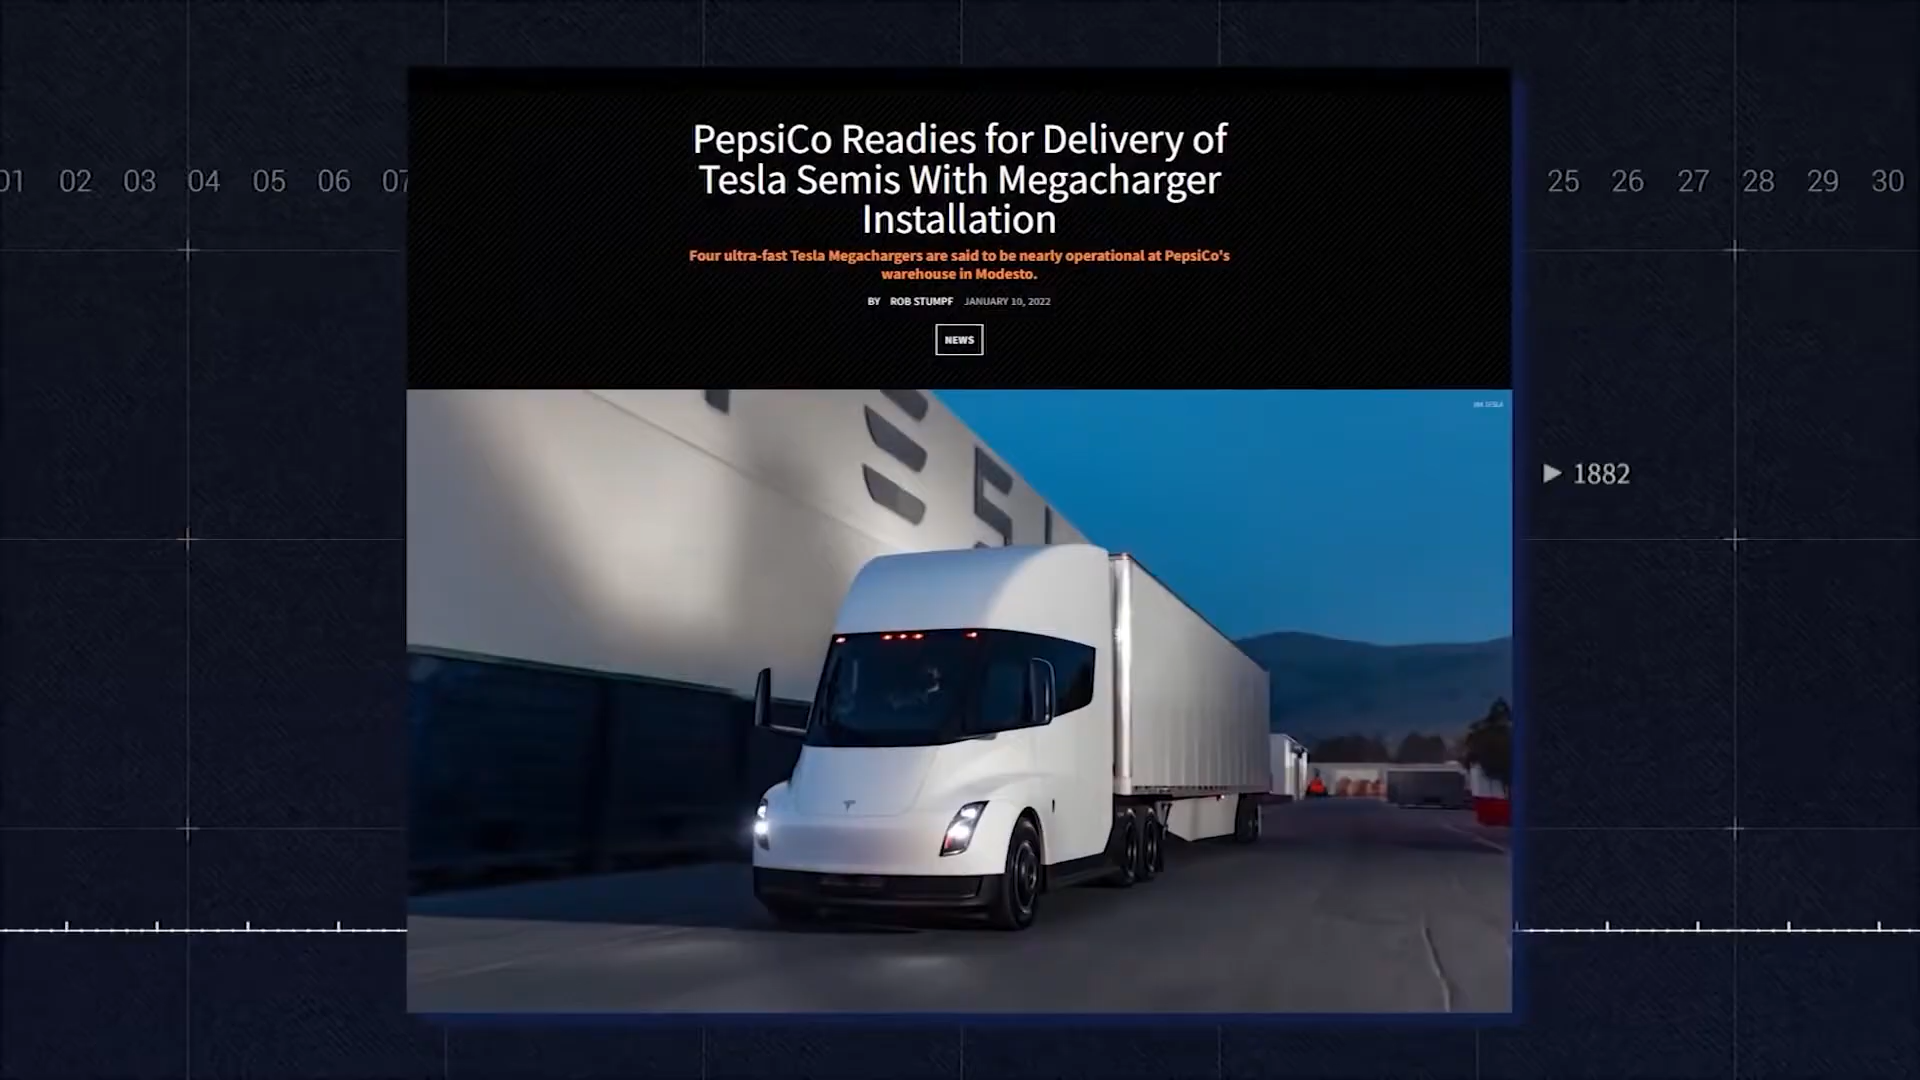 PepsiCo Readies for Delivery of
Tesla Semis With Megacharger
Installation
Four ultra-fast Tesla Megachargers are said to be nearly operational at PepsiCo's
warehouse in Modesto.
BY ROB STUMPF JANUARY 10, 2022
NEWS
01 02 03 04 05 06 07
25 26 27 28 29 30
1882